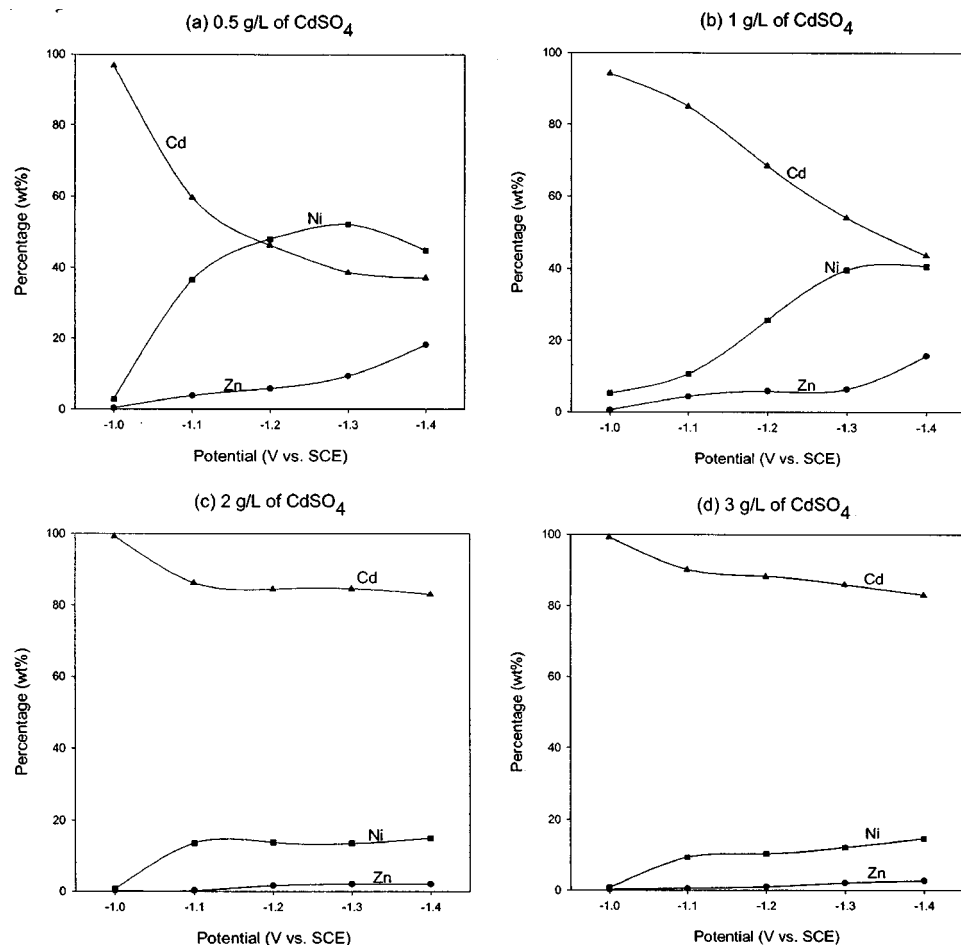 (a) 0.5 g/L of CdSO4
100
80
60
40
20
0
Percentage (wt%)
Cd
Ni
Zn
-1.0 -1.1 -1.2 -1.3 -1.4
Potential (V vs. SCE)
(b) 1 g/L of CdSO4
100
80
60
40
20
0
Percentage (wt%)
Cd
Ni
Zn
-1.0 -1.1 -1.2 -1.3 -1.4
Potential (V vs. SCE)
(c) 2 g/L of CdSO4
100
80
60
40
20
0
Percentage (wt%)
Cd
Ni
Zn
-1.0 -1.1 -1.2 -1.3 -1.4
Potential (V vs. SCE)
(d) 3 g/L of CdSO4
100
80
60
40
20
0
Percentage (wt%)
Cd
Ni
Zn
-1.0 -1.1 -1.2 -1.3 -1.4
Potential (V vs. SCE)